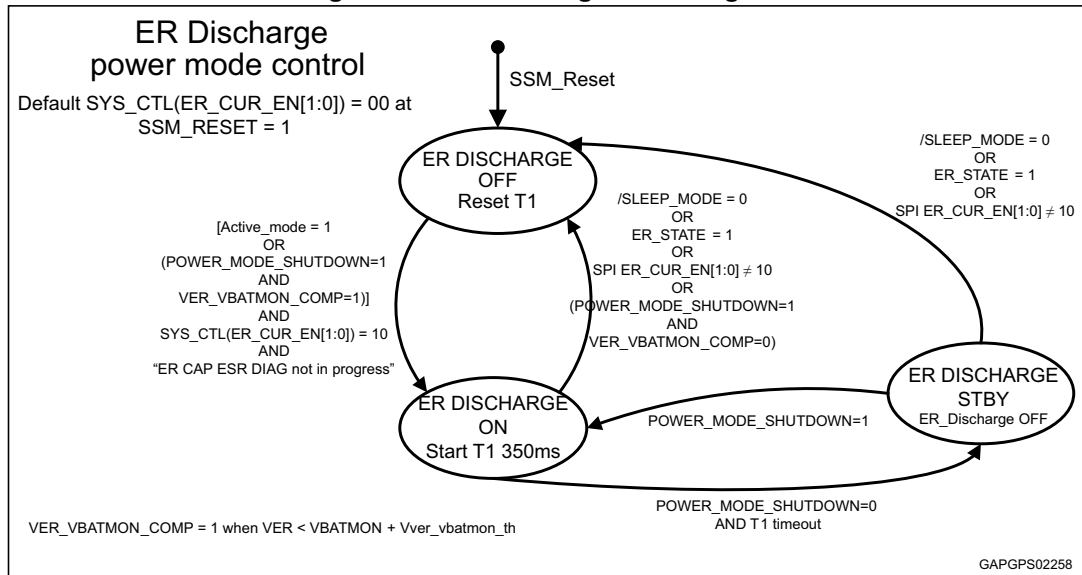 ER Discharge
power mode control
Default SYS_CTL(ER_CUR_EN[1:0]) = 00 at
SSM_RESET = 1
SSM_Reset
ER DISCHARGE
OFF
Reset T1
/SLEEP_MODE = 0
OR
ER_STATE = 1
OR
SPI ER_CUR_EN[1:0] ≠ 10
[Active_mode = 1
OR
(POWER_MODE_SHUTDOWN=1
AND
VER_VBATMON_COMP=1)]
AND
SYS_CTL(ER_CUR_EN[1:0]) = 10
AND
“ER CAP ESR DIAG not in progress”
/SLEEP_MODE = 0
OR
ER_STATE = 1
OR
SPI ER_CUR_EN[1:0] ≠ 10
OR
(POWER_MODE_SHUTDOWN=1
AND
VER_VBATMON_COMP=0)
ER DISCHARGE
STBY
ER_Discharge OFF
ER DISCHARGE
ON
Start T1 350ms
POWER_MODE_SHUTDOWN=1
POWER_MODE_SHUTDOWN=0
AND T1 timeout
VER_VBATMON_COMP = 1 when VER < VBATMON + Vver_vbatmon_th
GAPGPS02258